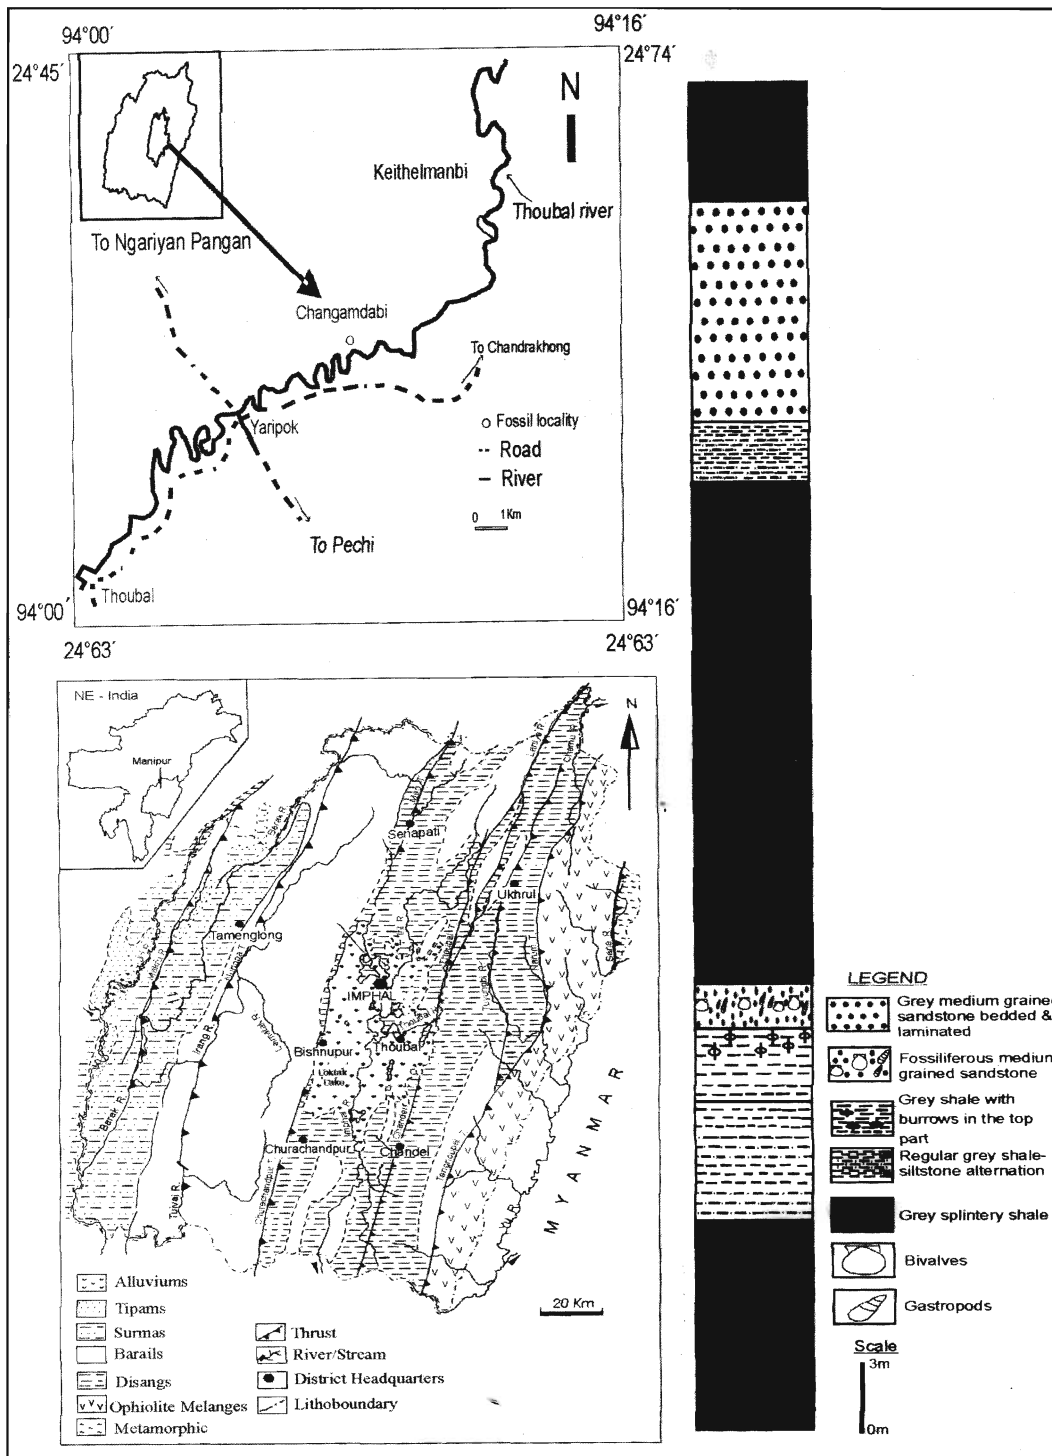 94°00′
94°16′
24°45′
24°74′
N
Keithelmanbi
Thoubal river
To Ngariyan Pangan
Changamdabi
To Chandrakhong
Yaripok
Fossil locality
Road
River
0 1Km
To Pechi
Thoubal
94°00′
94°16′
24°63′
24°63′
NE - India
Manipur
N
Senapati
Ukhrul
Tamenglong
IMPHAL
Irang R.
Bishnupur
Thoubal
Loktak
Lake
Barak R.
Churachandpur
Chandel
Tuivai R.
Churachandpur T.
MYANMAR
20 Km
Alluviums
Tipams
Surmas
Barails
Disangs
Ophiolite Melanges
Metamorphic
Thrust
River/Stream
District Headquarters
Lithoboundary
LEGEND
Grey medium grained
sandstone bedded &
laminated
Fossiliferous medium
grained sandstone
Grey shale with
burrows in the top
part
Regular grey shale-
siltstone alternation
Grey splintery shale
Bivalves
Gastropods
Scale
3m
0m